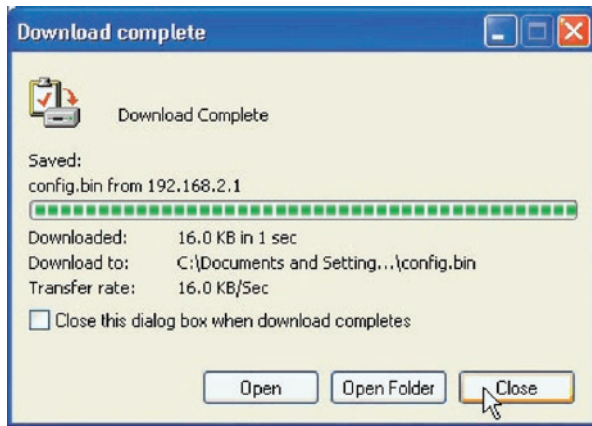 Download complete
Download Complete
Saved:
config.bin from 192.168.2.1
Downloaded: 16.0 KB in 1 sec
Download to: C:\Documents and Setting...\config.bin
Transfer rate: 16.0 KB/Sec
Close this dialog box when download completes
Open Open Folder Close